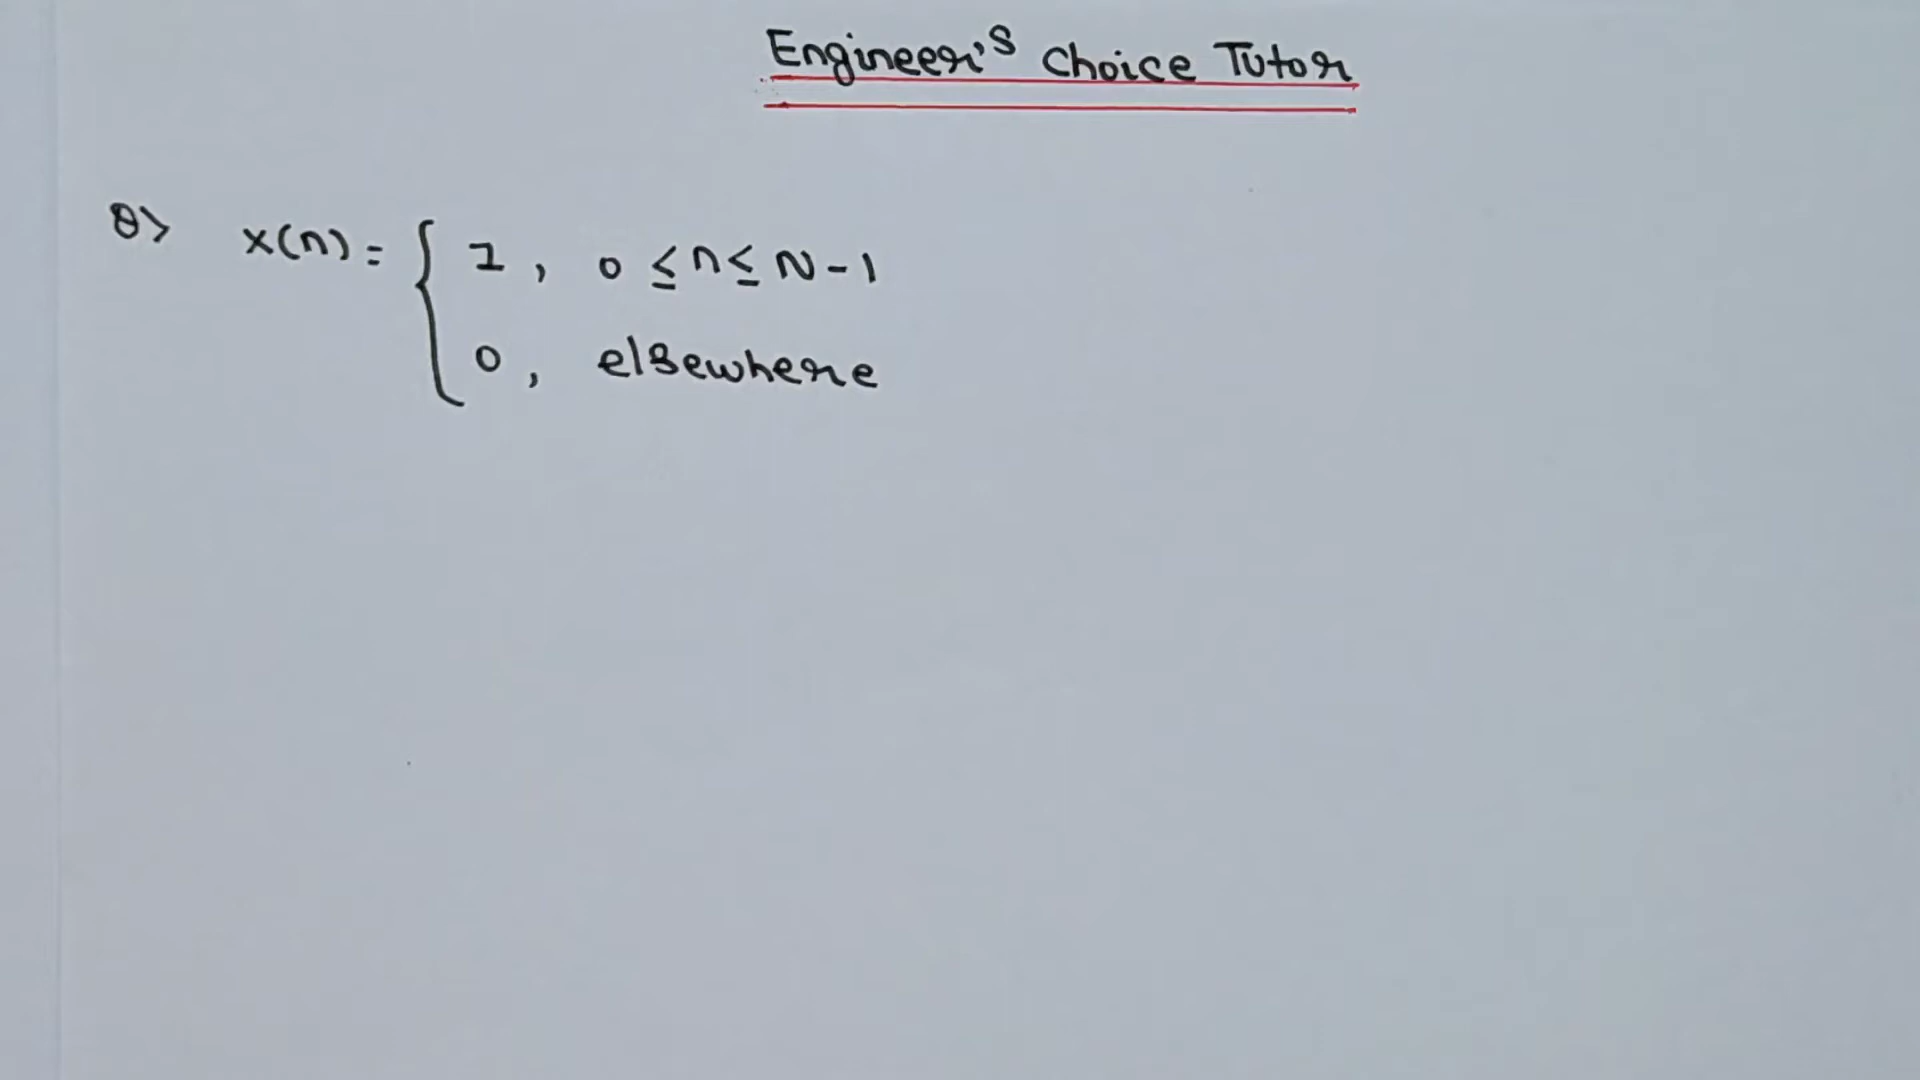 Engineer's Choice Tutor
Q> x(n) = { 1, 0 ≤ n ≤ N-1
0, elsewhere